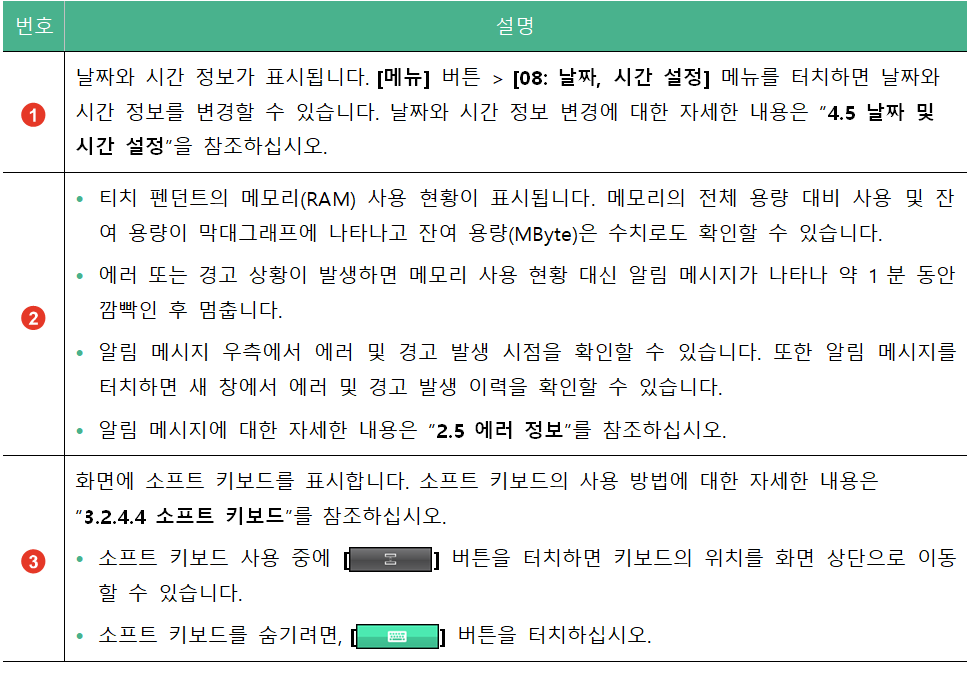 번호 설명
날짜와 시간 정보가 표시됩니다. [메뉴] 버튼 > [08: 날짜, 시간 설정] 메뉴를 터치하면 날짜와
시간 정보를 변경할 수 있습니다. 날짜와 시간 정보 변경에 대한 자세한 내용은 "4.5 날짜 및
1
시간 설정"을 참조하십시오.
• 티치 펜던트의 메모리(RAM) 사용 현황이 표시됩니다. 메모리의 전체 용량 대비 사용 및 잔
여 용량이 막대그래프에 나타나고 잔여 용량(MByte)은 수치로도 확인할 수 있습니다.
• 에러 또는 경고 상황이 발생하면 메모리 사용 현황 대신 알림 메시지가 나타나 약 1 분 동안
깜빡인 후 멈춥니다.
2
• 알림 메시지 우측에서 에러 및 경고 발생 시점을 확인할 수 있습니다. 또한 알림 메시지를
터치하면 새 창에서 에러 및 경고 발생 이력을 확인할 수 있습니다.
• 알림 메시지에 대한 자세한 내용은 "2.5 에러 정보"를 참조하십시오.
화면에 소프트 키보드를 표시합니다. 소프트 키보드의 사용 방법에 대한 자세한 내용은
"3.2.4.4 소프트 키보드"를 참조하십시오.
3
• 소프트 키보드 사용 중에 [ ] 버튼을 터치하면 키보드의 위치를 화면 상단으로 이동
할 수 있습니다.
• 소프트 키보드를 숨기려면, [ ] 버튼을 터치하십시오.